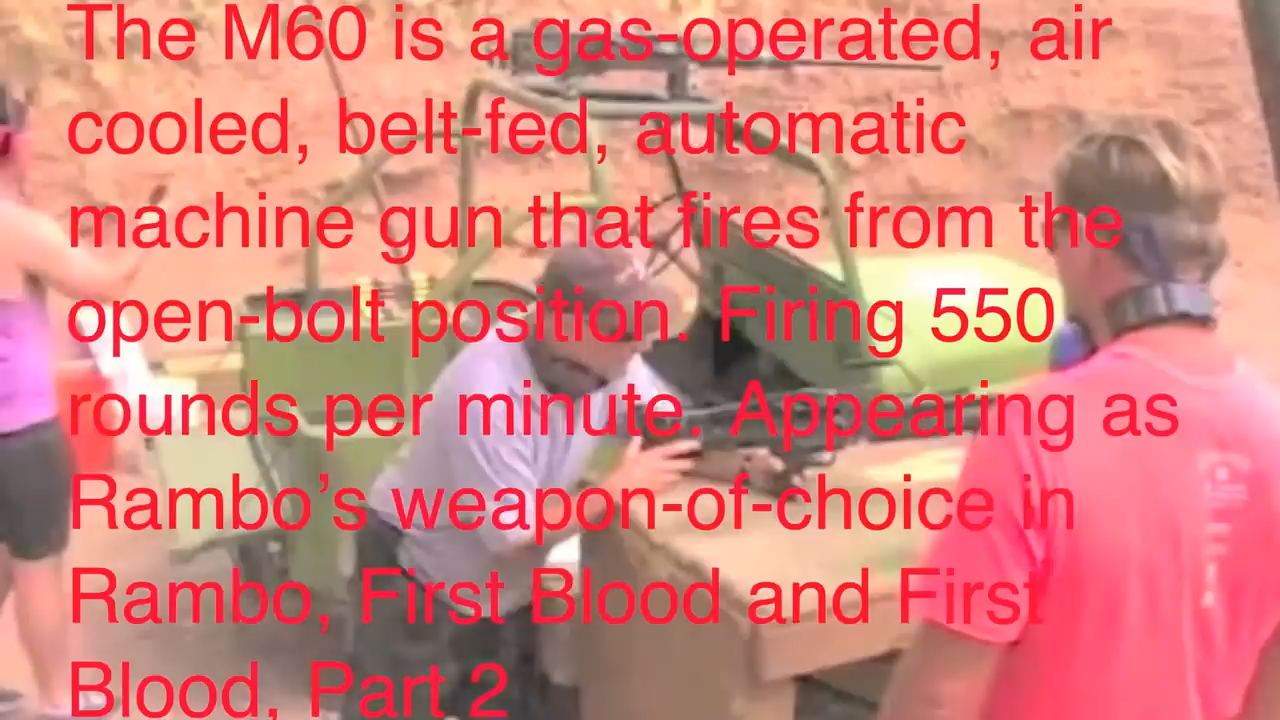 The M60 is a gas-operated, air
cooled, belt-fed, automatic
machine gun that fires from the
open-bolt position. Firing 550
rounds per minute. Appearing as
Rambo’s weapon-of-choice in
Rambo, First Blood and First
Blood, Part 2